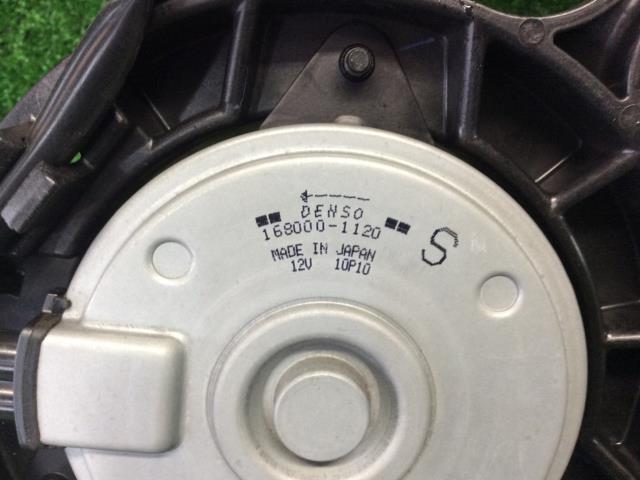 DENSO
168000-1120
MADE IN JAPAN
12V 10P10
S